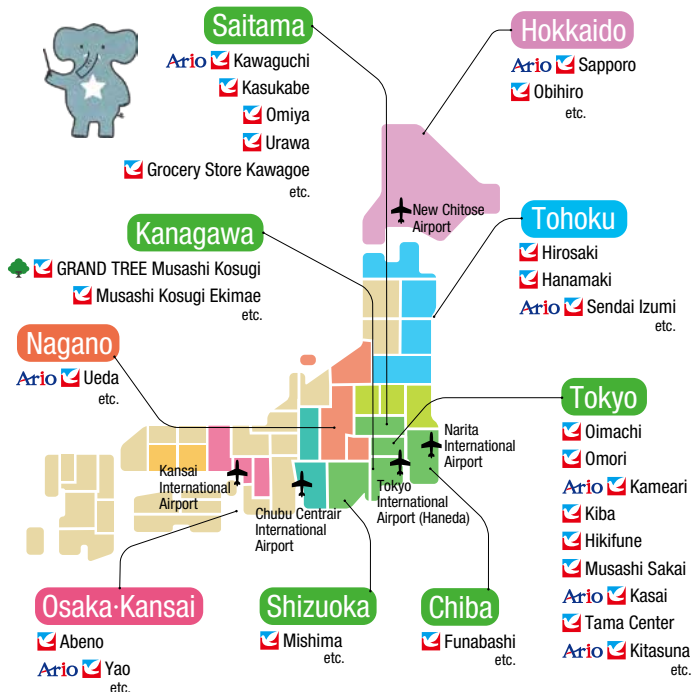 Saitama
Ario Kawaguchi
Kasukabe
Omiya
Urawa
Grocery Store Kawagoe
etc.
Hokkaido
Ario Sapporo
Obihiro
etc.
New Chitose
Airport
Kanagawa
GRAND TREE Musashi Kosugi
Musashi Kosugi Ekimae
etc.
Tohoku
Hirosaki
Hanamaki
Ario Sendai Izumi
etc.
Nagano
Ario Ueda
etc.
Tokyo
Oimachi
Omori
Ario Kameari
Kiba
Hikifune
Musashi Sakai
Ario Kasai
Tama Center
Ario Kitasuna
etc.
Narita
International
Airport
Kansai
International
Airport
Chubu Centrair
International
Airport
Tokyo
International
Airport (Haneda)
Osaka·Kansai
Abeno
Ario Yao
etc.
Shizuoka
Mishima
etc.
Chiba
Funabashi
etc.